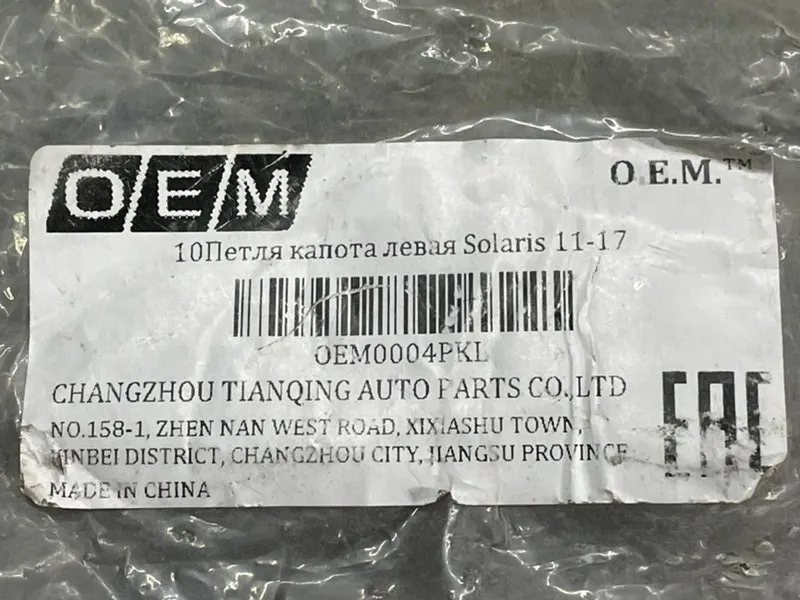 OEM
O.E.M.™
10Петля капота левая Solaris 11-17
OEM0004PKL
CHANGZHOU TIANQING AUTO PARTS CO.,LTD
NO.158-1, ZHEN NAN WEST ROAD, XIXIASHU TOWN,
XINBEI DISTRICT, CHANGZHOU CITY, JIANGSU PROVINCE
MADE IN CHINA
EAC